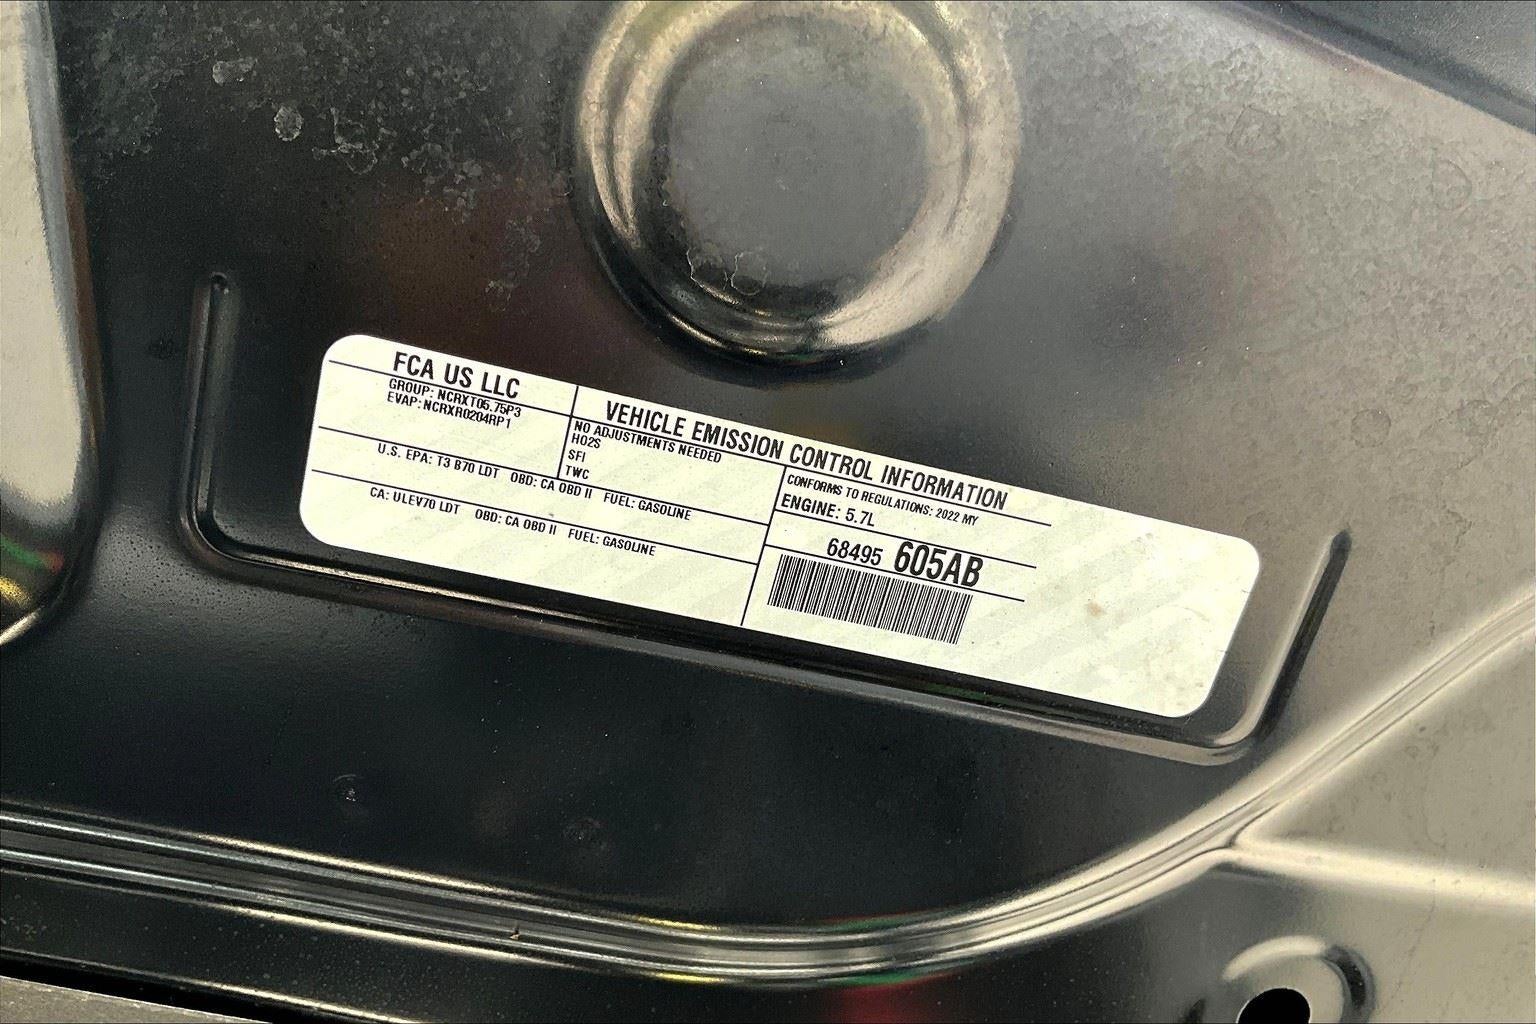 FCA US LLC
GROUP: NCRXT05.75P3
EVAP: NCRXR0204RP1
VEHICLE EMISSION CONTROL INFORMATION
NO ADJUSTMENTS NEEDED
HO2S
SFI
TWC
CONFORMS TO REGULATIONS: 2022 MY
ENGINE: 5.7L
U.S. EPA: T3 B70 LDT OBD: CA OBD II FUEL: GASOLINE
CA: ULEV70 LDT OBD: CA OBD II FUEL: GASOLINE
68495 605AB